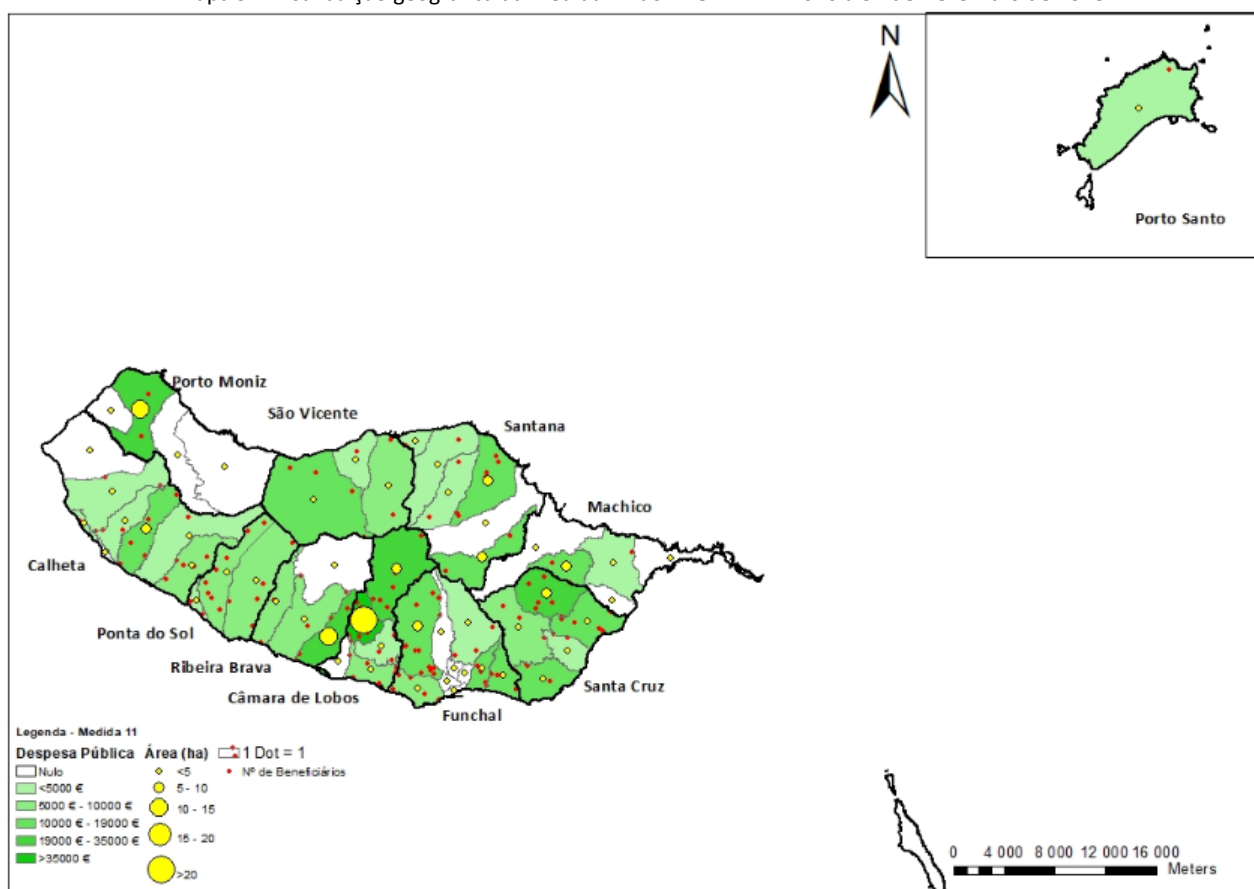 N
Porto Santo
Porto Moniz
São Vicente
Santana
Machico
Calheta
Ponta do Sol
Ribeira Brava
Câmara de Lobos
Funchal
Santa Cruz
Legenda - Medida 11
Despesa Pública
Nulo
<5000 €
5000 € - 10000 €
10000 € - 19000 €
19000 € - 35000 €
>35000 €
Área (ha)
<5
5 - 10
10 - 15
15 - 20
>20
1 Dot = 1
Nº de Beneficiários
0 4 000 8 000 12 000 16 000
Meters